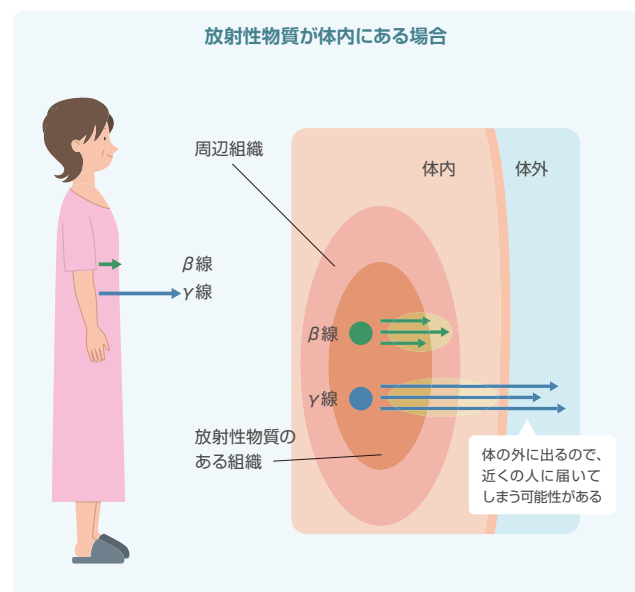 放射性物質が体内にある場合
周辺組織
体内
体外
β線
γ線
β線
γ線
放射性物質の
ある組織
体の外に出るので、
近くの人に届いて
しまう可能性がある